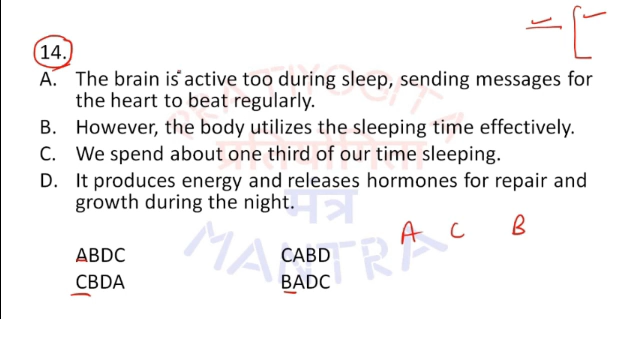 14.
A. The brain is active too during sleep, sending messages for
the heart to beat regularly.
B. However, the body utilizes the sleeping time effectively.
C. We spend about one third of our time sleeping.
D. It produces energy and releases hormones for repair and
growth during the night.
A C B
ABDC CABD
CBDA BADC
PRATIYOGITA
प्रतियोगिता
मंत्र
MANTRA